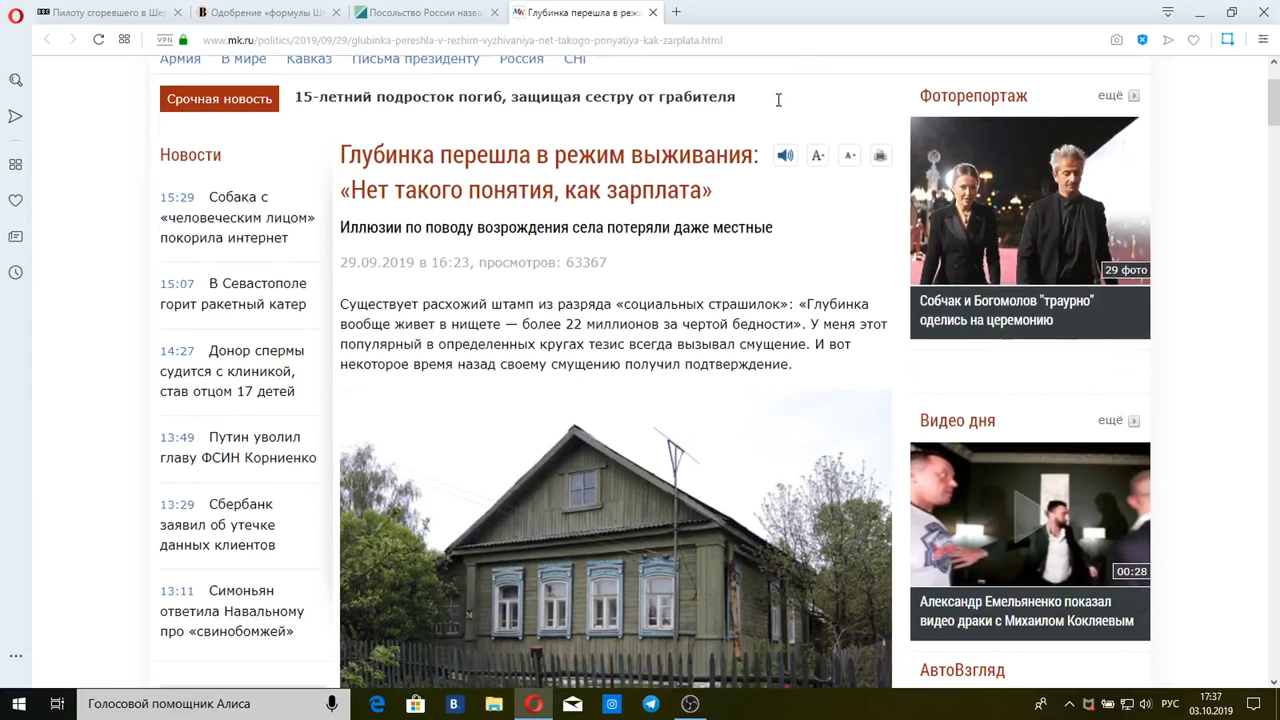 Пилоту сгоревшего в Шер
Одобрение «формулы Ш
Посольство России назвал
Глубинка перешла в режи
VPN
www.mk.ru/politics/2019/09/29/glubinka-pereshla-v-rezhim-vyzhivaniya-net-takogo-ponyatiya-kak-zarplata.html
Армия В мире Кавказ Письма президенту Россия СНГ
Срочная новость
15-летний подросток погиб, защищая сестру от грабителя
Новости
15:29 Собака с
«человеческим лицом»
покорила интернет
15:07 В Севастополе
горит ракетный катер
14:27 Донор спермы
судится с клиникой,
став отцом 17 детей
13:49 Путин уволил
главу ФСИН Корниенко
13:29 Сбербанк
заявил об утечке
данных клиентов
13:11 Симоньян
ответила Навальному
про «свинобомжей»
Глубинка перешла в режим выживания:
«Нет такого понятия, как зарплата»
Иллюзии по поводу возрождения села потеряли даже местные
29.09.2019 в 16:23, просмотров: 63367
Существует расхожий штамп из разряда «социальных страшилок»: «Глубинка
вообще живет в нищете — более 22 миллионов за чертой бедности». У меня этот
популярный в определенных кругах тезис всегда вызывал смущение. И вот
некоторое время назад своему смущению получил подтверждение.
Фоторепортаж
ещё
29 фото
Собчак и Богомолов "траурно"
оделись на церемонию
Видео дня
ещё
00:28
Александр Емельяненко показал
видео драки с Михаилом Кокляевым
АвтоВзгляд
Голосовой помощник Алиса
РУС
17:37
03.10.2019